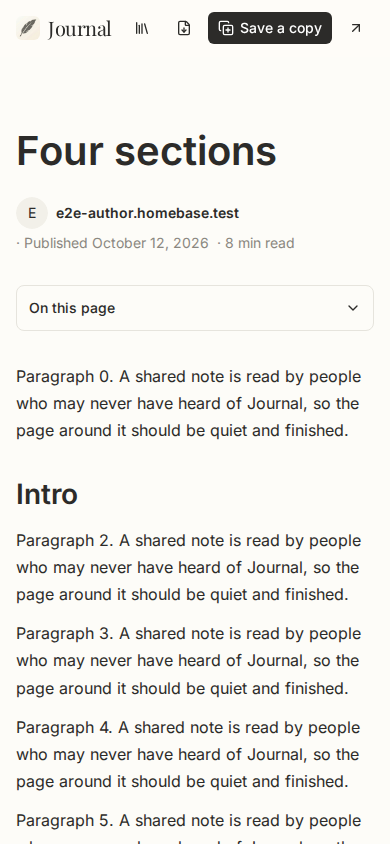 Journal
Save a copy
Four sections
E
e2e-author.homebase.test
· Published October 12, 2026 · 8 min read
On this page
Paragraph 0. A shared note is read by people
who may never have heard of Journal, so the
page around it should be quiet and finished.
Intro
Paragraph 2. A shared note is read by people
who may never have heard of Journal, so the
page around it should be quiet and finished.
Paragraph 3. A shared note is read by people
who may never have heard of Journal, so the
page around it should be quiet and finished.
Paragraph 4. A shared note is read by people
who may never have heard of Journal, so the
page around it should be quiet and finished.
Paragraph 5. A shared note is read by people